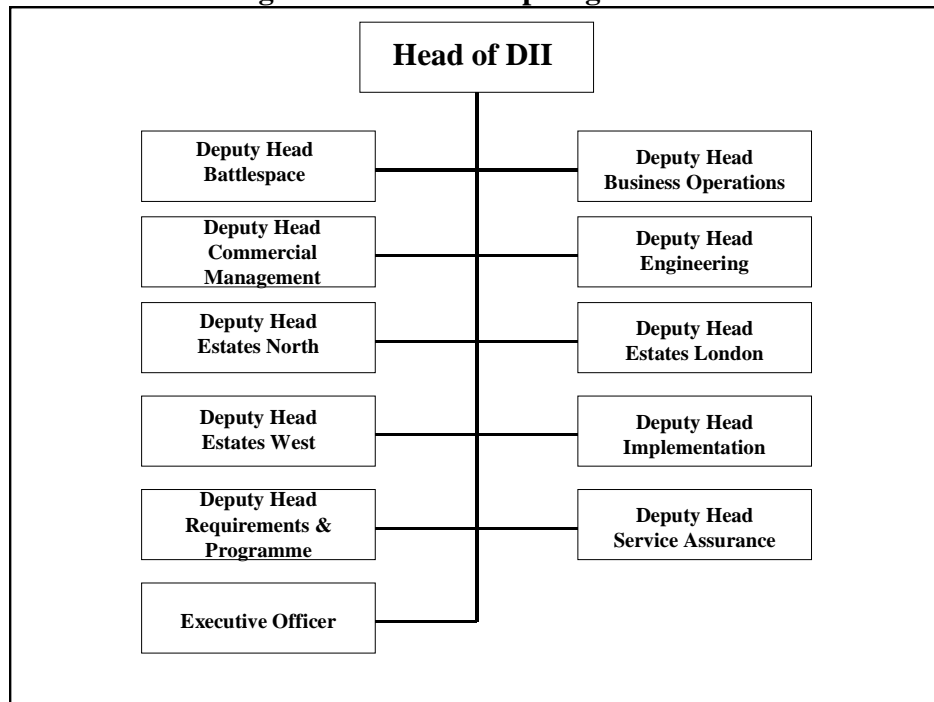 Head of DII
Deputy Head
Battlespace
Deputy Head
Business Operations
Deputy Head
Commercial
Management
Deputy Head
Engineering
Deputy Head
Estates North
Deputy Head
Estates London
Deputy Head
Estates West
Deputy Head
Implementation
Deputy Head
Requirements &
Programme
Deputy Head
Service Assurance
Executive Officer